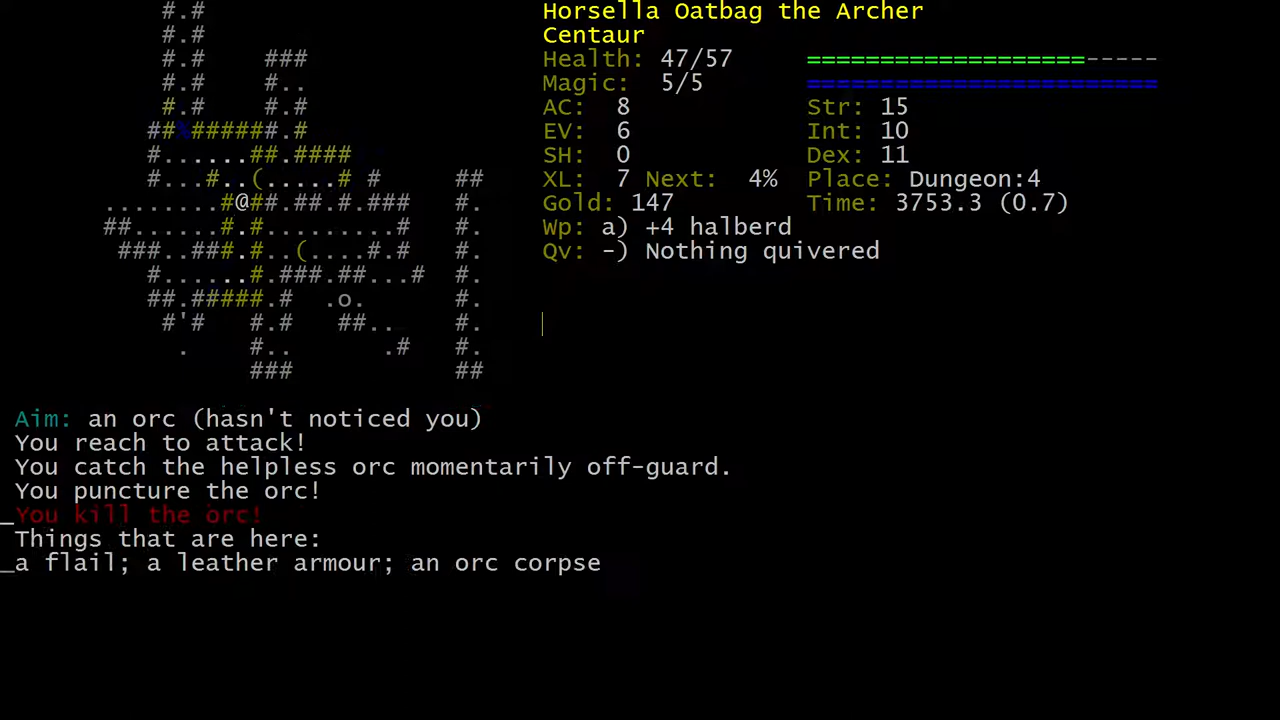 Horsella Oatbag the Archer
Centaur
Health: 47/57 ===================-----
Magic: 5/5 ========================
AC: 8 Str: 15
EV: 6 Int: 10
SH: 0 Dex: 11
XL: 7 Next: 4% Place: Dungeon:4
Gold: 147 Time: 3753.3 (0.7)
Wp: a) +4 halberd
Qv: -) Nothing quivered
Aim: an orc (hasn't noticed you)
You reach to attack!
You catch the helpless orc momentarily off-guard.
You puncture the orc!
_You kill the orc!
Things that are here:
_a flail; a leather armour; an orc corpse